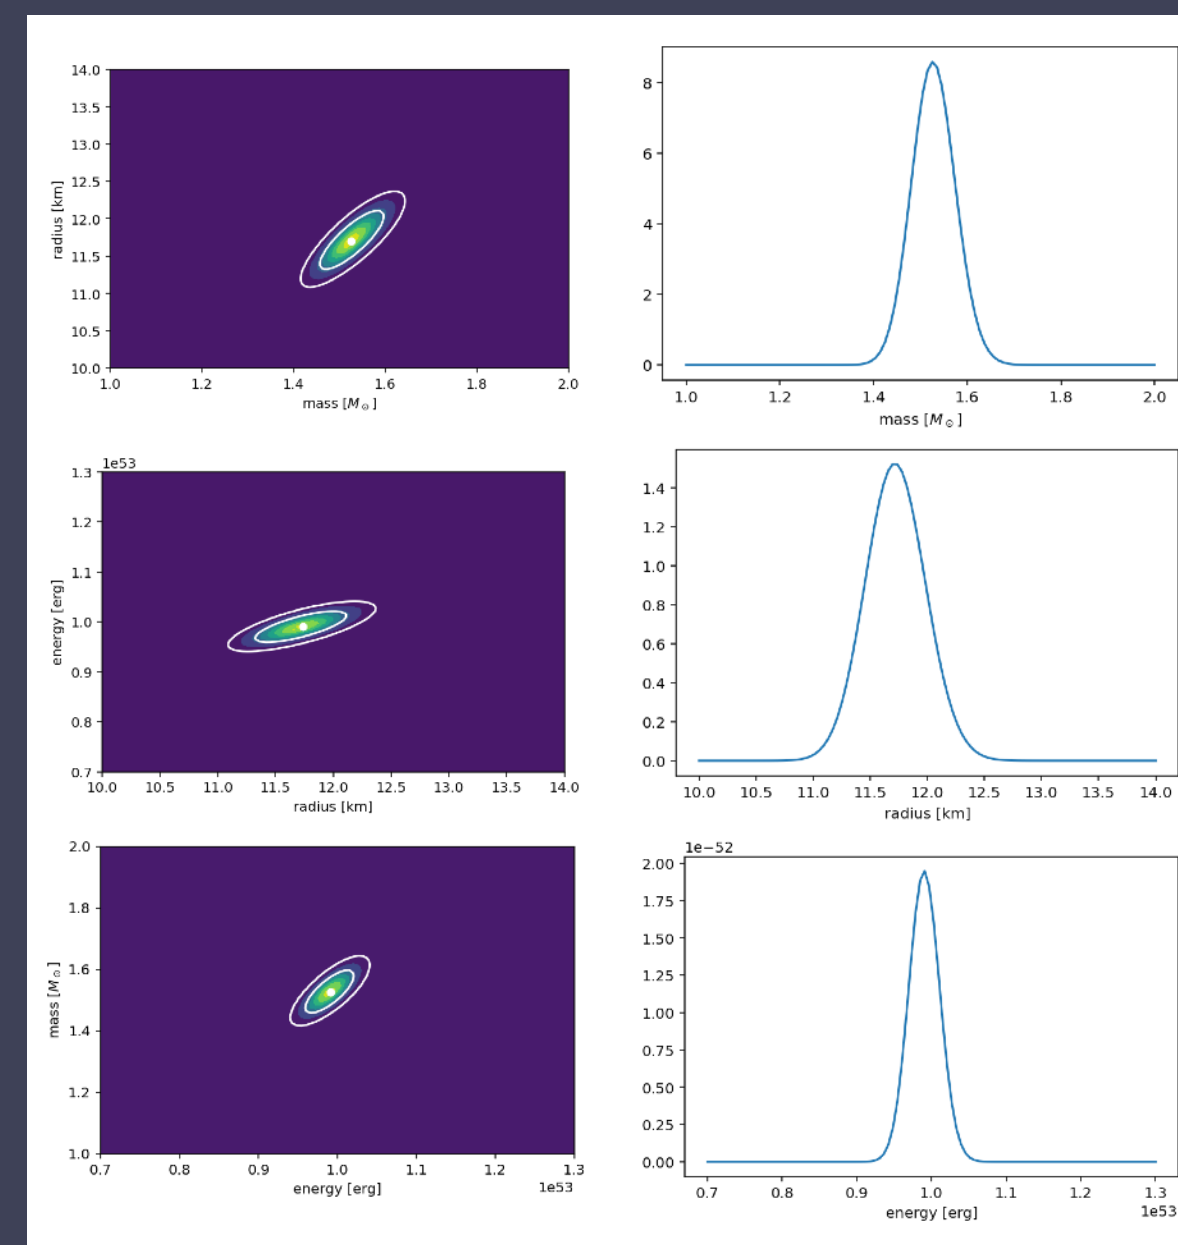 14.0
13.5
13.0
12.5
12.0
11.5
11.0
10.5
10.0
radius [km]
1.0 1.2 1.4 1.6 1.8 2.0
mass [M⊙]
8
6
4
2
0
1.0 1.2 1.4 1.6 1.8 2.0
mass [M⊙]
1e53
1.3
1.2
1.1
1.0
0.9
0.8
0.7
energy [erg]
10.0 10.5 11.0 11.5 12.0 12.5 13.0 13.5 14.0
radius [km]
1.4
1.2
1.0
0.8
0.6
0.4
0.2
0.0
10.0 10.5 11.0 11.5 12.0 12.5 13.0 13.5 14.0
radius [km]
2.0
1.8
1.6
1.4
1.2
1.0
mass [M⊙]
0.7 0.8 0.9 1.0 1.1 1.2 1.3
energy [erg]
1e53
1e−52
2.00
1.75
1.50
1.25
1.00
0.75
0.50
0.25
0.00
0.7 0.8 0.9 1.0 1.1 1.2 1.3
energy [erg]
1e53